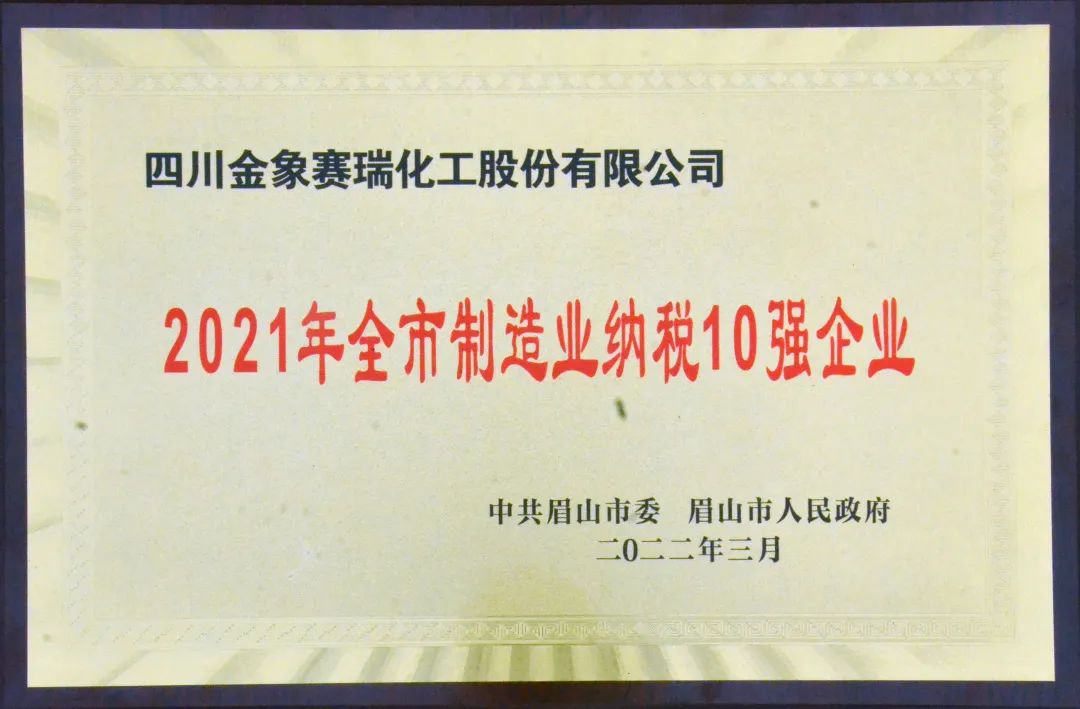 四川金象赛瑞化工股份有限公司
2021年全市制造业纳税10强企业
中共眉山市委 眉山市人民政府
二〇二二年三月